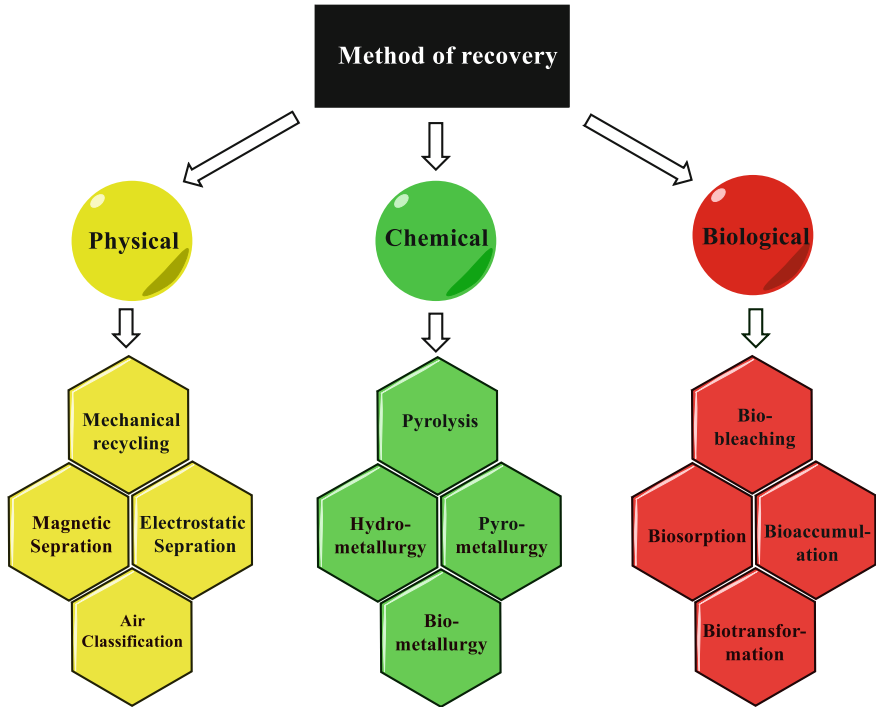 Method of recovery
Physical
Chemical
Biological
Mechanical
recycling
Magnetic
Sepration
Electrostatic
Sepration
Air
Classification
Pyrolysis
Hydro-
metallurgy
Pyro-
metallurgy
Bio-
metallurgy
Bio-
bleaching
Biosorption
Bioaccumul-
ation
Biotransfor-
mation